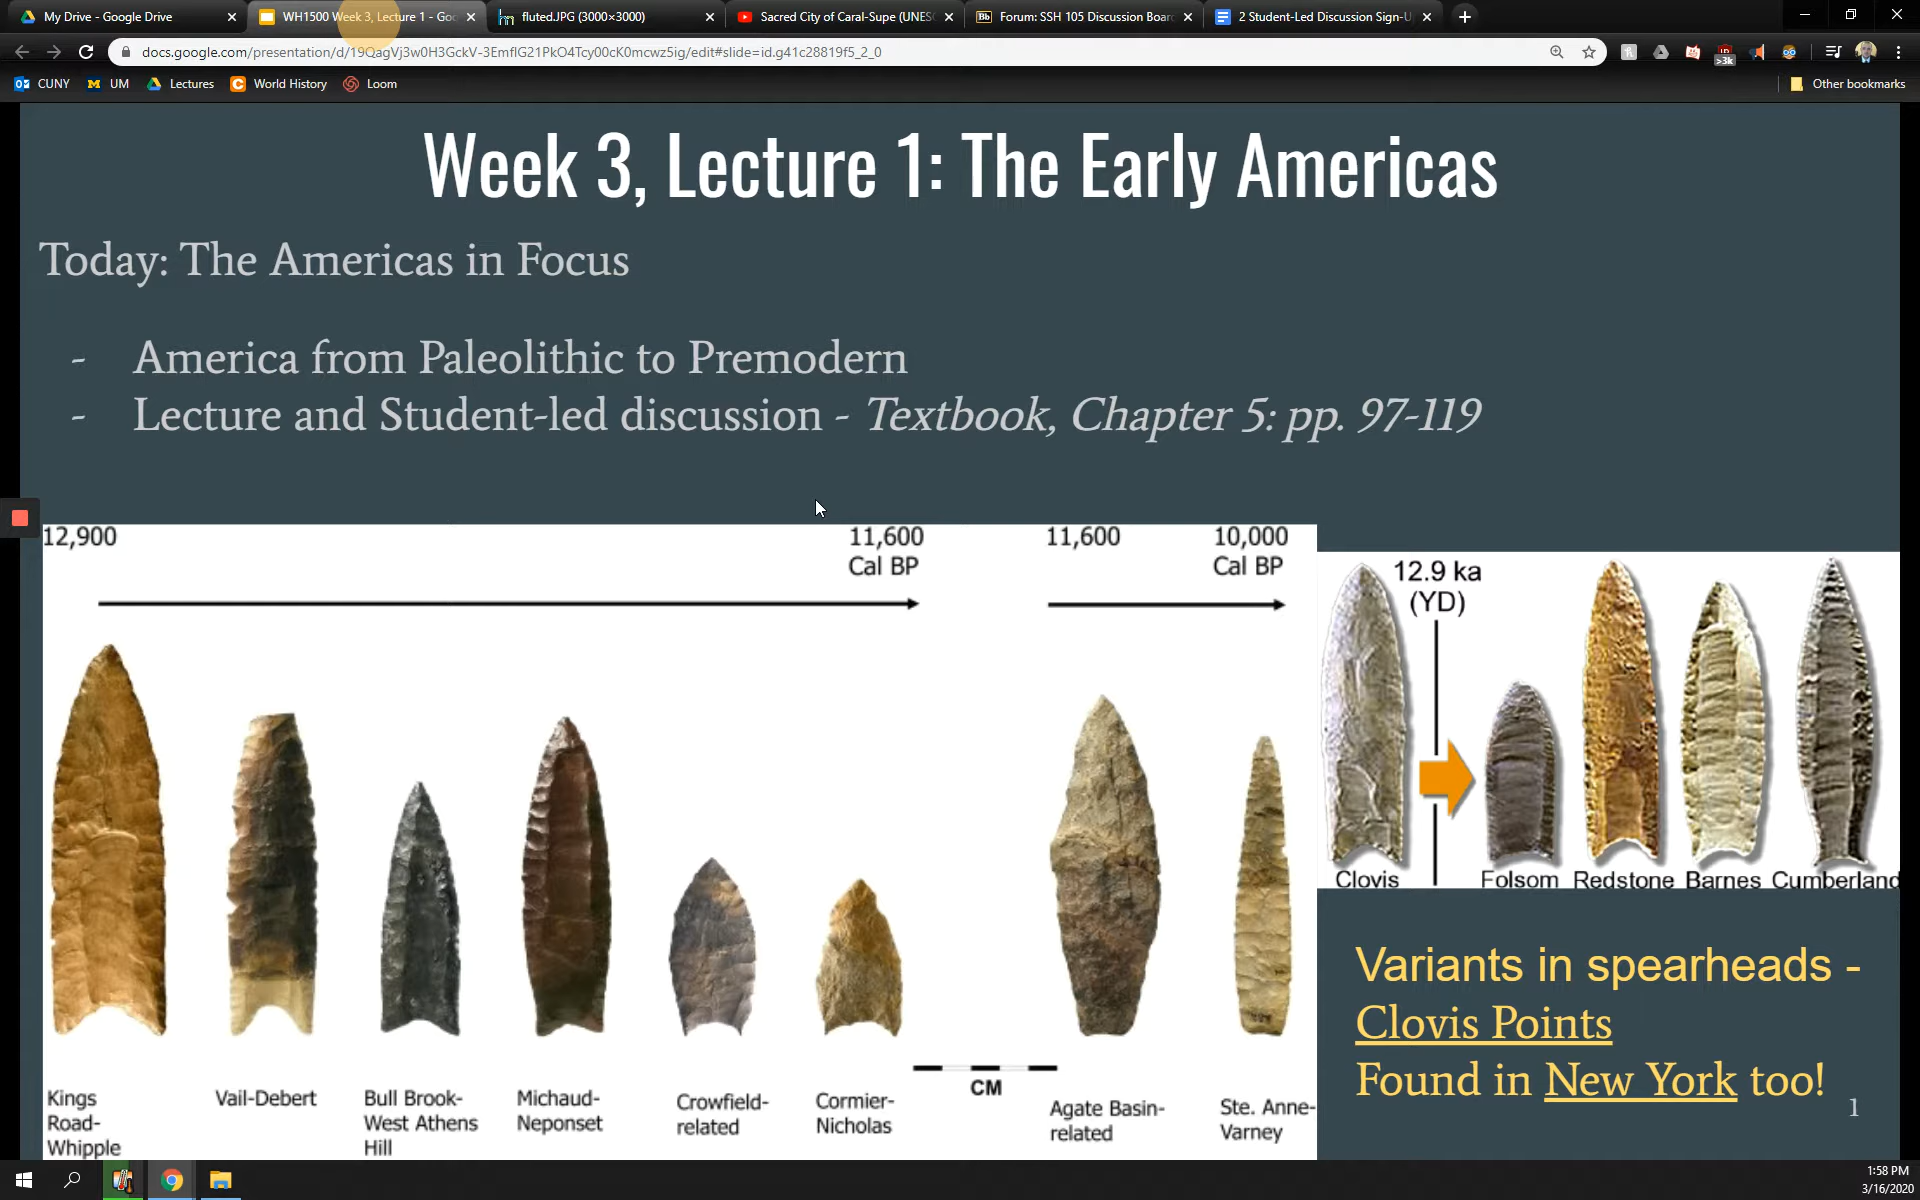 My Drive - Google Drive
WH1500 Week 3, Lecture 1 - Goo
fluted.JPG (3000×3000)
Sacred City of Caral-Supe (UNESC
Forum: SSH 105 Discussion Board
2 Student-Led Discussion Sign-U
docs.google.com/presentation/d/19QagVj3w0H3GckV-3EmflG21PkO4Tcy00cK0mcwz5ig/edit#slide=id.g41c28819f5_2_0
>3k
CUNY
UM
Lectures
World History
Loom
Other bookmarks
Week 3, Lecture 1: The Early Americas
Today: The Americas in Focus
- America from Paleolithic to Premodern
- Lecture and Student-led discussion - Textbook, Chapter 5: pp. 97-119
12,900
11,600
Cal BP
11,600
10,000
Cal BP
Kings
Road-
Whipple
Vail-Debert
Bull Brook-
West Athens
Hill
Michaud-
Neponset
Crowfield-
related
Cormier-
Nicholas
CM
Agate Basin-
related
Ste. Anne-
Varney
12.9 ka
(YD)
Clovis
Folsom
Redstone
Barnes
Cumberland
Variants in spearheads -
Clovis Points
Found in New York too!
1
1:58 PM
3/16/2020